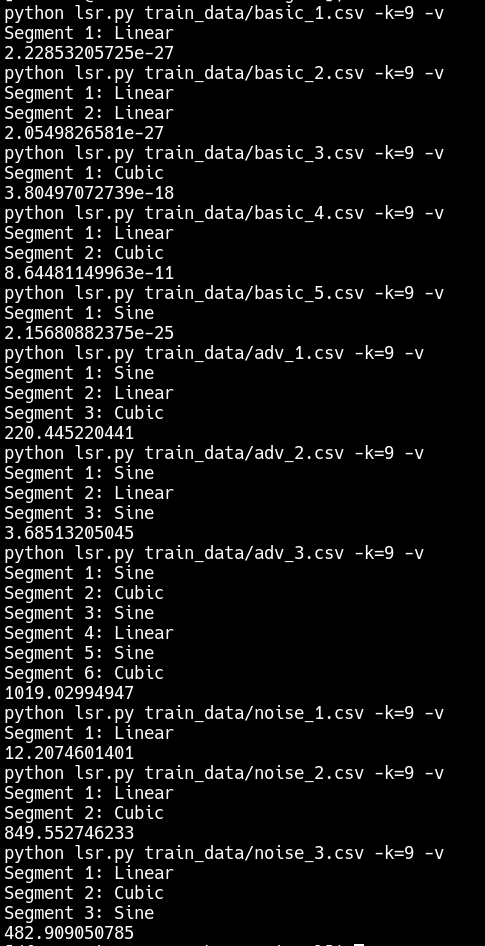 python lsr.py train_data/basic_1.csv -k=9 -v
Segment 1: Linear
2.22853205725e-27
python lsr.py train_data/basic_2.csv -k=9 -v
Segment 1: Linear
Segment 2: Linear
2.0549826581e-27
python lsr.py train_data/basic_3.csv -k=9 -v
Segment 1: Cubic
3.80497072739e-18
python lsr.py train_data/basic_4.csv -k=9 -v
Segment 1: Linear
Segment 2: Cubic
8.64481149963e-11
python lsr.py train_data/basic_5.csv -k=9 -v
Segment 1: Sine
2.15680882375e-25
python lsr.py train_data/adv_1.csv -k=9 -v
Segment 1: Sine
Segment 2: Linear
Segment 3: Cubic
220.445220441
python lsr.py train_data/adv_2.csv -k=9 -v
Segment 1: Sine
Segment 2: Linear
Segment 3: Sine
3.68513205045
python lsr.py train_data/adv_3.csv -k=9 -v
Segment 1: Sine
Segment 2: Cubic
Segment 3: Sine
Segment 4: Linear
Segment 5: Sine
Segment 6: Cubic
1019.02994947
python lsr.py train_data/noise_1.csv -k=9 -v
Segment 1: Linear
12.2074601401
python lsr.py train_data/noise_2.csv -k=9 -v
Segment 1: Linear
Segment 2: Cubic
849.552746233
python lsr.py train_data/noise_3.csv -k=9 -v
Segment 1: Linear
Segment 2: Cubic
Segment 3: Sine
482.909050785